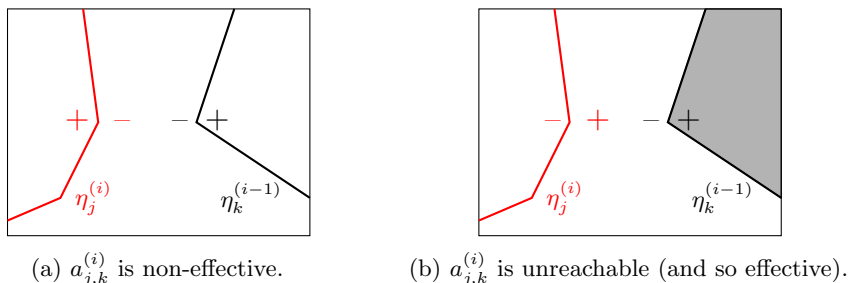 + − − + − + − +
η_j^{(i)} η_k^{(i−1)} η_j^{(i)} η_k^{(i−1)}
(a) a_{j,k}^{(i)} is non-effective. (b) a_{j,k}^{(i)} is unreachable (and so effective).